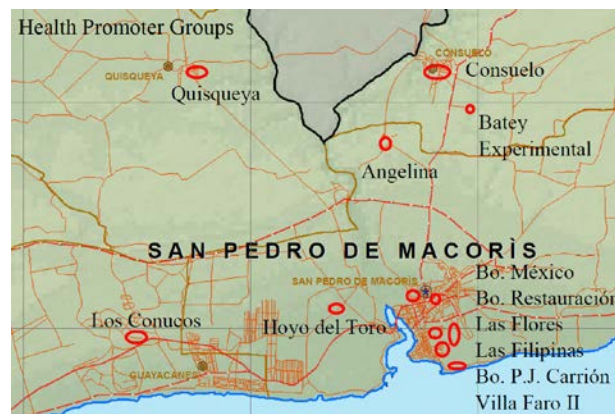 Health Promoter Groups
CONSUELO
QUISQUEYA
Consuelo
Quisqueya
Batey
Experimental
Angelina
SAN PEDRO DE MACORÌS
Bo. México
SAN PEDRO DE MACORÍS
Bo. Restauración
Los Conucos
Hoyo del Toro
Las Flores
Las Filipinas
GUAYACANES
Bo. P.J. Carrión
Villa Faro II